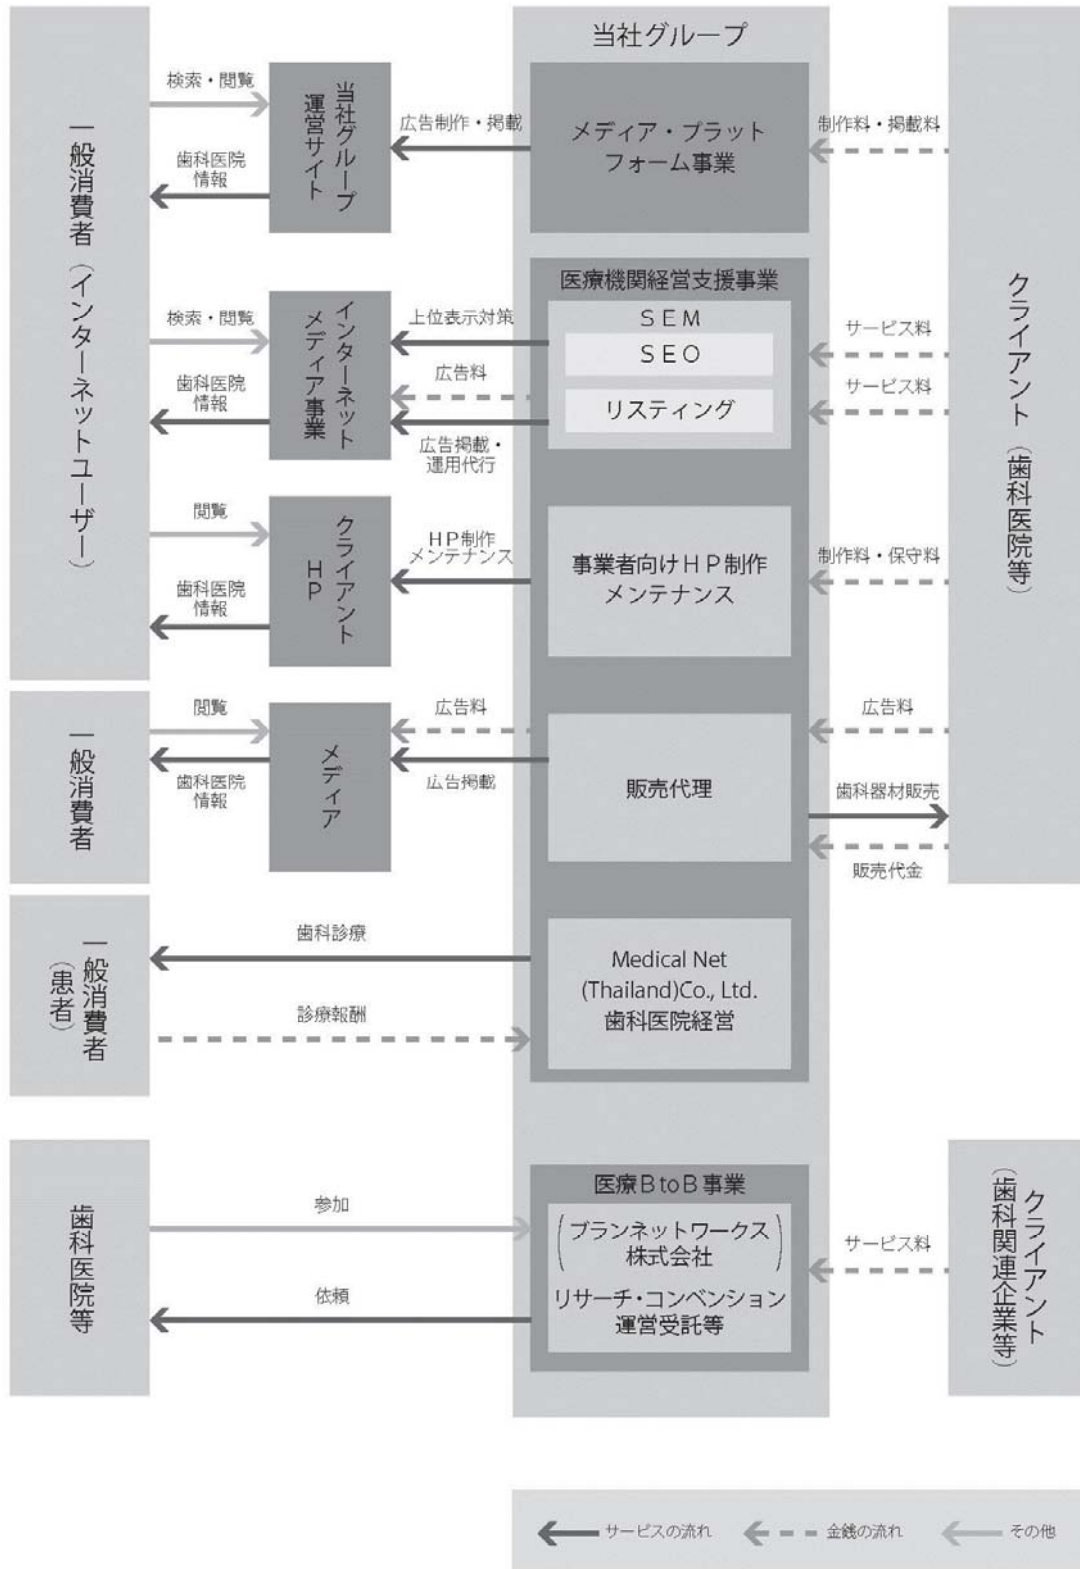 当社グループ
一般消費者（インターネットユーザー）
検索・閲覧
歯科医院
情報
当社グループ
運営サイト
広告制作・掲載
メディア・プラット
フォーム事業
制作料・掲載料
クライアント（歯科医院等）
医療機関経営支援事業
検索・閲覧
歯科医院
情報
インターネット
メディア事業
上位表示対策
広告料
広告掲載・
運用代行
ＳＥＭ
ＳＥＯ
リスティング
サービス料
サービス料
閲覧
歯科医院
情報
クライアント
ＨＰ
ＨＰ制作
メンテナンス
事業者向けＨＰ制作
メンテナンス
制作料・保守料
一般消費者
閲覧
歯科医院
情報
メディア
広告料
広告掲載
販売代理
広告料
歯科器材販売
販売代金
一般消費者
（患者）
歯科診療
診療報酬
Medical Net
(Thailand)Co., Ltd.
歯科医院経営
歯科医院等
参加
依頼
医療ＢtoＢ事業
（ブランネットワークス
株式会社）
リサーチ・コンベンション
運営受託等
サービス料
クライアント
（歯科関連企業等）
サービスの流れ
金銭の流れ
その他